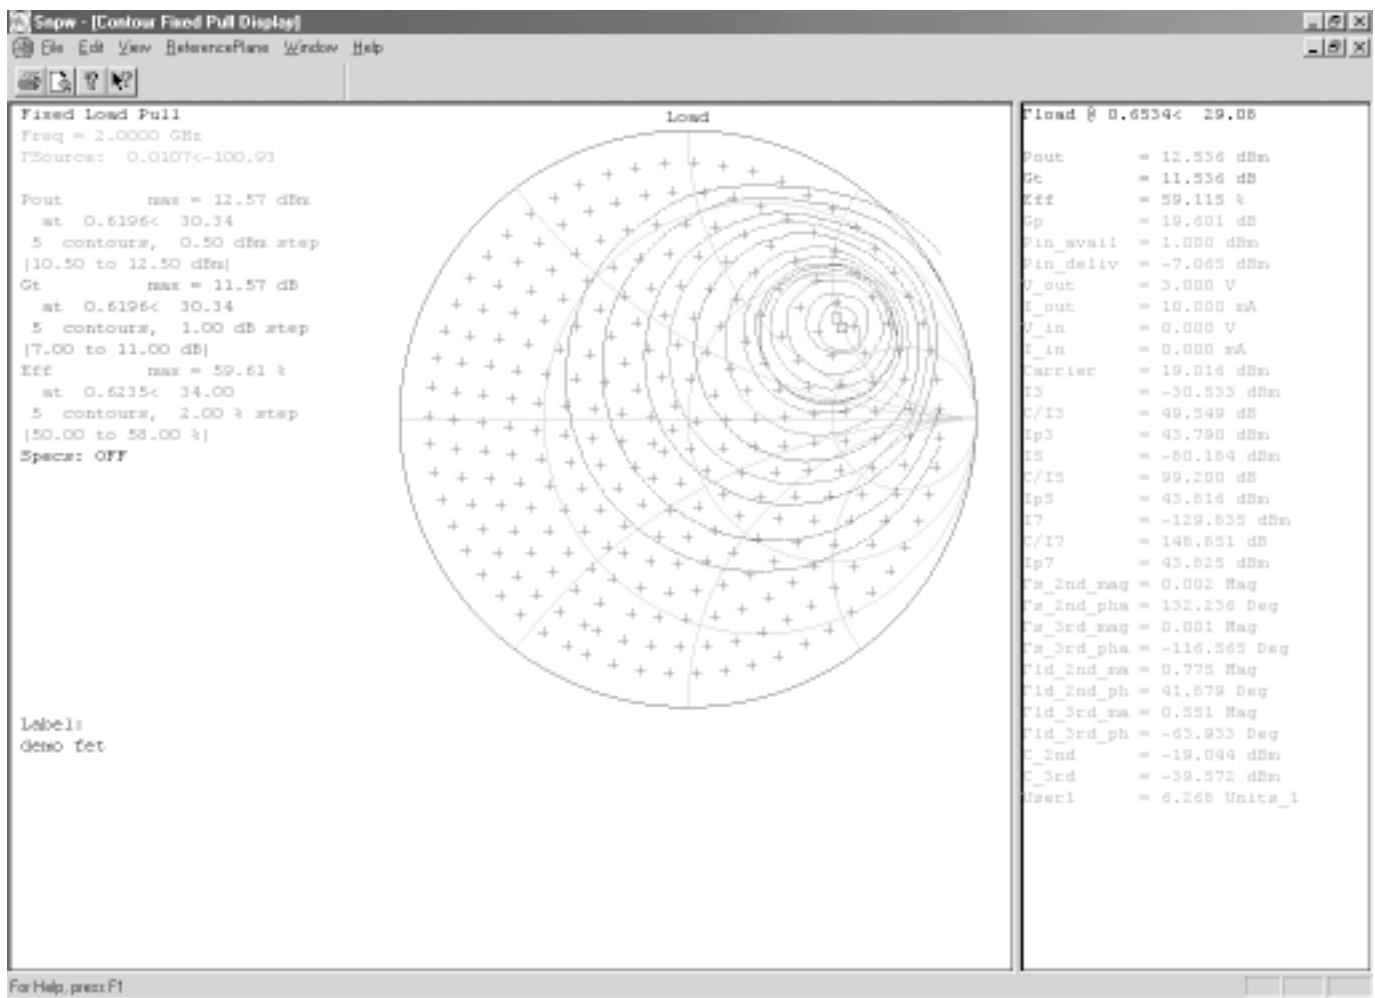 Snpw - [Contour Fixed Pull Display]
File Edit View ReferencePlane Window Help
Fixed Load Pull
Freq = 2.0000 GHz
ΓSource: 0.0107<-100.93
Pout max = 12.57 dBm
at 0.6196< 30.34
5 contours, 0.50 dBm step
|10.50 to 12.50 dBm|
Gt max = 11.57 dB
at 0.6196< 30.34
5 contours, 1.00 dB step
|7.00 to 11.00 dB|
Eff max = 59.61 %
at 0.6235< 34.00
5 contours, 2.00 % step
|50.00 to 58.00 %|
Specs: OFF
Label:
demo fet
Load
Γload @ 0.6534< 29.08
Pout = 12.536 dBm
Gt = 11.536 dB
Eff = 59.115 %
Gp = 19.601 dB
Pin_avail = 1.000 dBm
Pin_deliv = -7.065 dBm
V_out = 3.000 V
I_out = 10.000 mA
V_in = 0.000 V
I_in = 0.000 mA
Carrier = 19.016 dBm
I3 = -30.533 dBm
C/I3 = 49.549 dB
Ip3 = 43.790 dBm
I5 = -80.184 dBm
C/I5 = 99.200 dB
Ip5 = 43.816 dBm
I7 = -129.835 dBm
C/I7 = 148.851 dB
Ip7 = 43.825 dBm
Γs_2nd_mag = 0.002 Mag
Γs_2nd_pha = 132.236 Deg
Γs_3rd_mag = 0.001 Mag
Γs_3rd_pha = -116.565 Deg
Γld_2nd_ma = 0.775 Mag
Γld_2nd_ph = 41.879 Deg
Γld_3rd_ma = 0.551 Mag
Γld_3rd_ph = -63.933 Deg
C_2nd = -19.044 dBm
C_3rd = -39.572 dBm
User1 = 6.268 Units_1
For Help, press F1